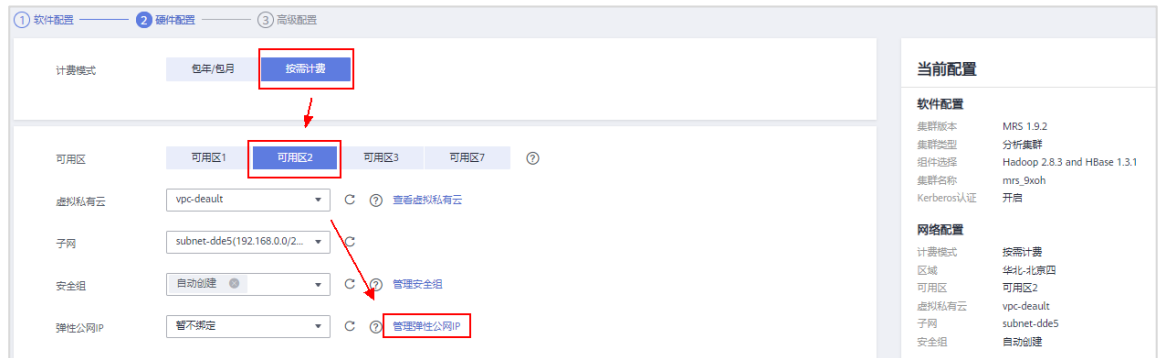 1 软件配置 2 硬件配置 3 高级配置
计费模式 包年/包月 按需计费
可用区 可用区1 可用区2 可用区3 可用区7 ?
虚拟私有云 vpc-deault ? 查看虚拟私有云
子网 subnet-dde5(192.168.0.0/2...
安全组 自动创建 ? 管理安全组
弹性公网IP 暂不绑定 ? 管理弹性公网IP
当前配置
软件配置
集群版本 MRS 1.9.2
集群类型 分析集群
组件选择 Hadoop 2.8.3 and HBase 1.3.1
集群名称 mrs_9xoh
Kerberos认证 开启
网络配置
计费模式 按需计费
区域 华北-北京四
可用区 可用区2
虚拟私有云 vpc-deault
子网 subnet-dde5
安全组 自动创建